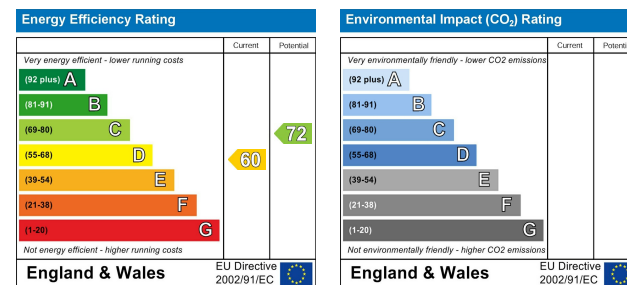 Energy Efficiency Rating
Current Potential
Very energy efficient - lower running costs
(92 plus) A
(81-91) B
(69-80) C
(55-68) D
(39-54) E
(21-38) F
(1-20) G
60
72
Not energy efficient - higher running costs
England & Wales
EU Directive
2002/91/EC
Environmental Impact (CO₂) Rating
Current Potential
Very environmentally friendly - lower CO2 emissions
(92 plus) A
(81-91) B
(69-80) C
(55-68) D
(39-54) E
(21-38) F
(1-20) G
Not environmentally friendly - higher CO2 emissions
England & Wales
EU Directive
2002/91/EC